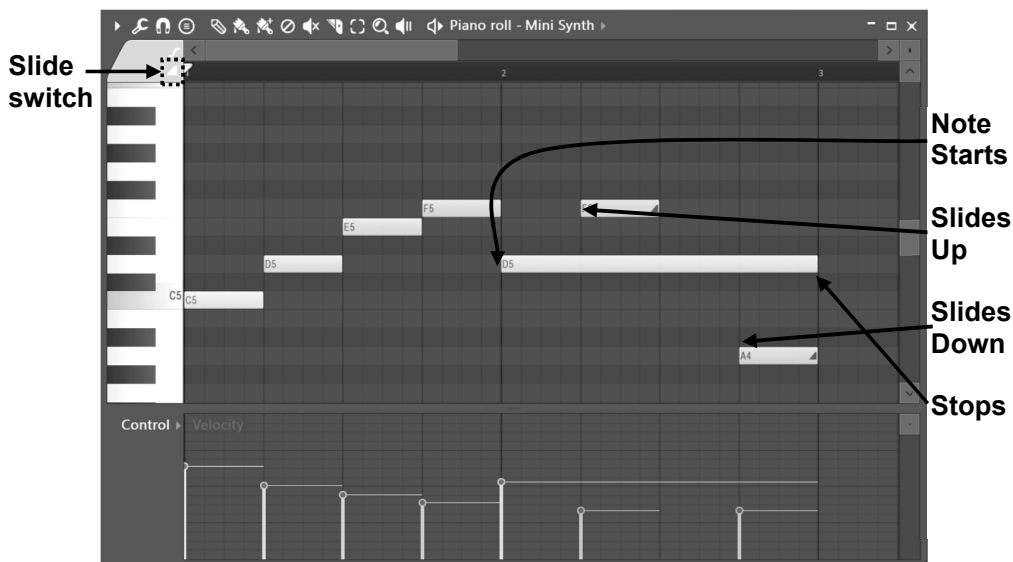 Piano roll - Mini Synth
Slide
switch
2
3
Note
Starts
F5
E5
Slides
Up
D5
D5
C5
C5
Slides
Down
A4
Stops
Control
Velocity